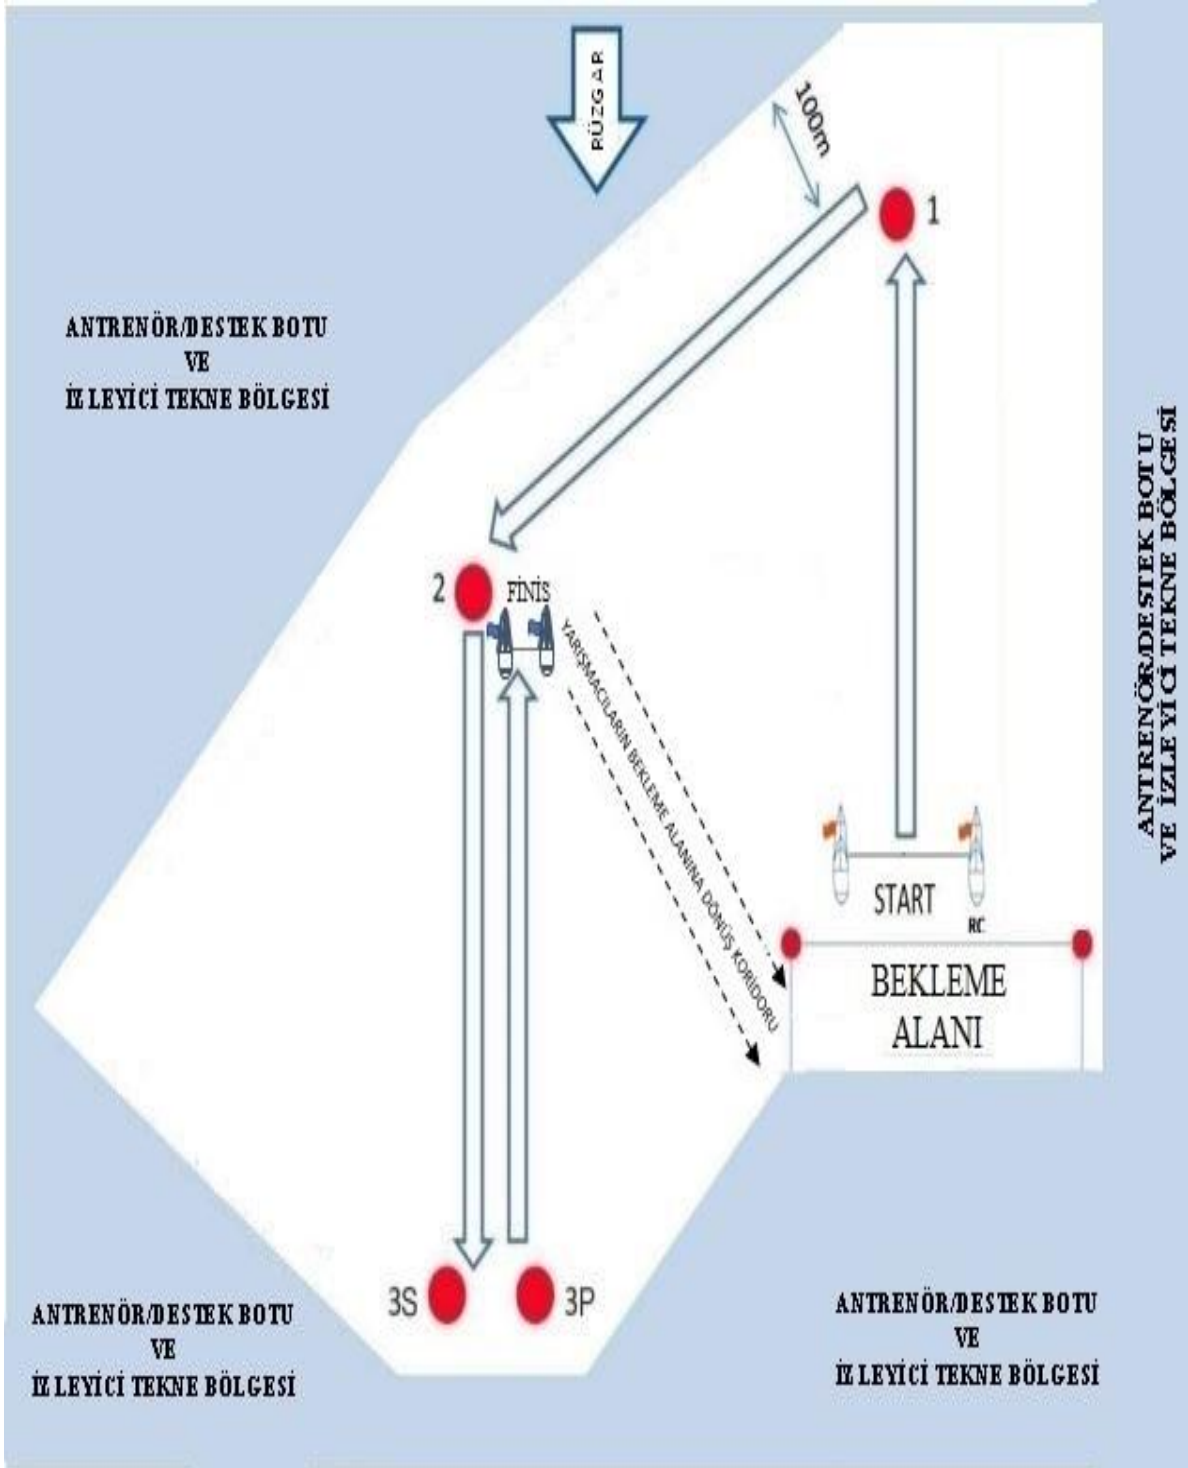 RÜZGAR
100m
1
ANTRENÖR/DESTEK BOTU
VE
İZLEYİCİ TEKNE BÖLGESİ
ANTRENÖR/DESTEK BOTU
VE İZLEYİCİ TEKNE BÖLGESİ
2
FİNİS
YARIŞMACILARIN BEKLEME ALANINA DÖNÜŞ KORİDORU
START
RC
BEKLEME
ALANI
3S
3P
ANTRENÖR/DESTEK BOTU
VE
İZLEYİCİ TEKNE BÖLGESİ
ANTRENÖR/DESTEK BOTU
VE
İZLEYİCİ TEKNE BÖLGESİ